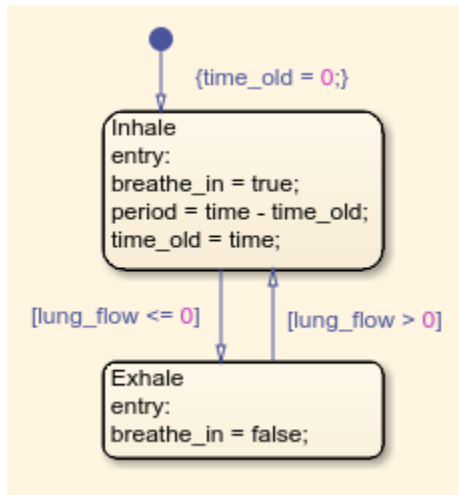 {time_old = 0;}
Inhale
entry:
breathe_in = true;
period = time - time_old;
time_old = time;
[lung_flow <= 0]
[lung_flow > 0]
Exhale
entry:
breathe_in = false;